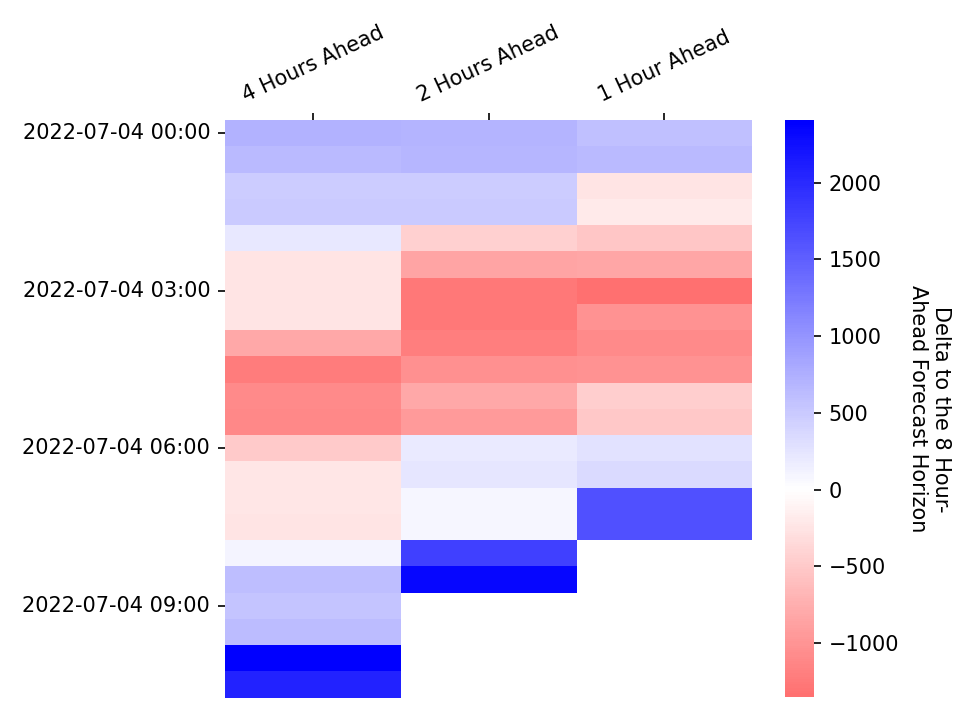 4 Hours Ahead
2 Hours Ahead
1 Hour Ahead
2022-07-04 00:00
2022-07-04 03:00
2022-07-04 06:00
2022-07-04 09:00
2000
1500
1000
500
0
−500
−1000
Delta to the 8 Hour-
Ahead Forecast Horizon